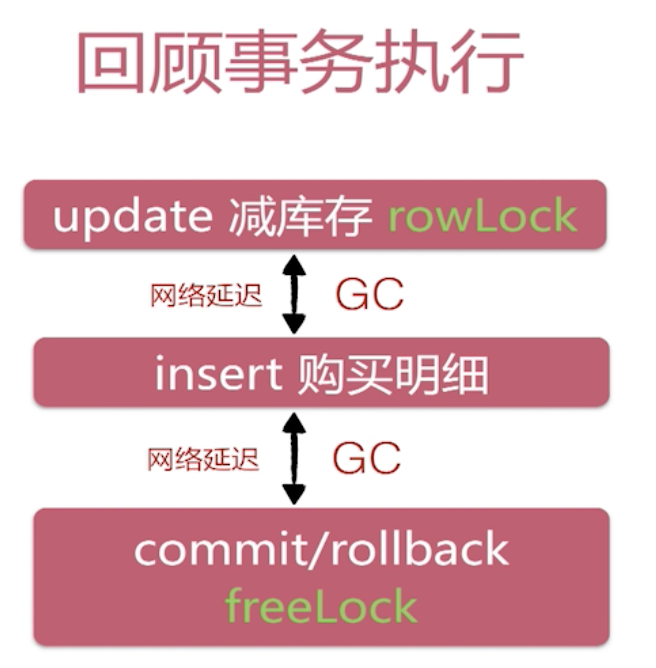 回顾事务执行
update 减库存 rowLock
网络延迟 GC
insert 购买明细
网络延迟 GC
commit/rollback
freeLock